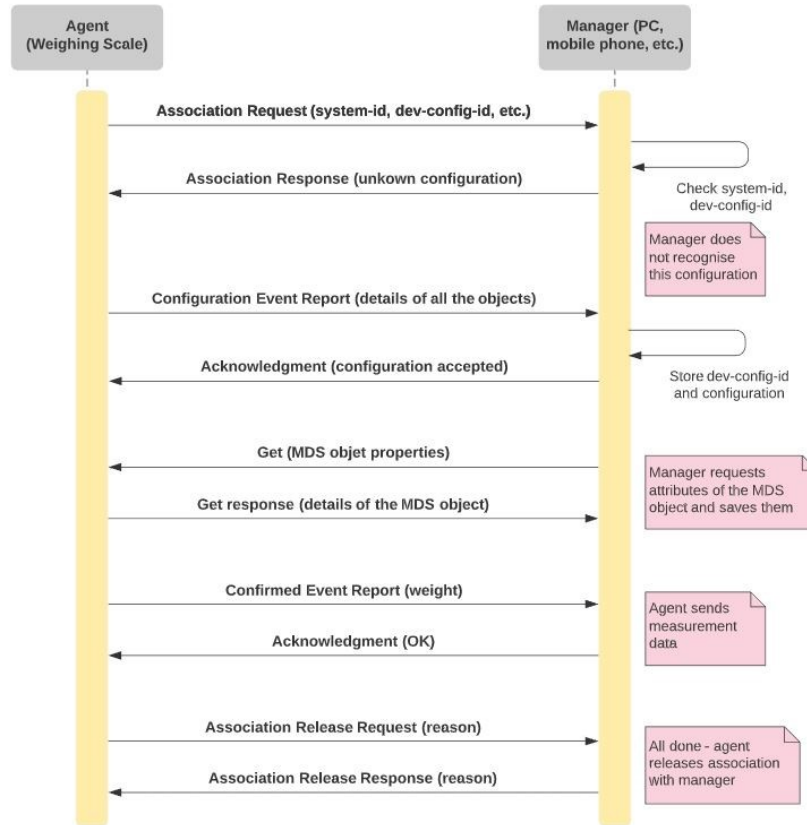 Agent
(Weighing Scale)
Manager (PC,
mobile phone, etc.)
Association Request (system-id, dev-config-id, etc.)
Check system-id,
dev-config-id
Association Response (unkown configuration)
Manager does
not recognise
this configuration
Configuration Event Report (details of all the objects)
Store dev-config-id
and configuration
Acknowledgment (configuration accepted)
Get (MDS objet properties)
Manager requests
attributes of the MDS
object and saves them
Get response (details of the MDS object)
Confirmed Event Report (weight)
Agent sends
measurement
data
Acknowledgment (OK)
Association Release Request (reason)
All done - agent
releases association
with manager
Association Release Response (reason)